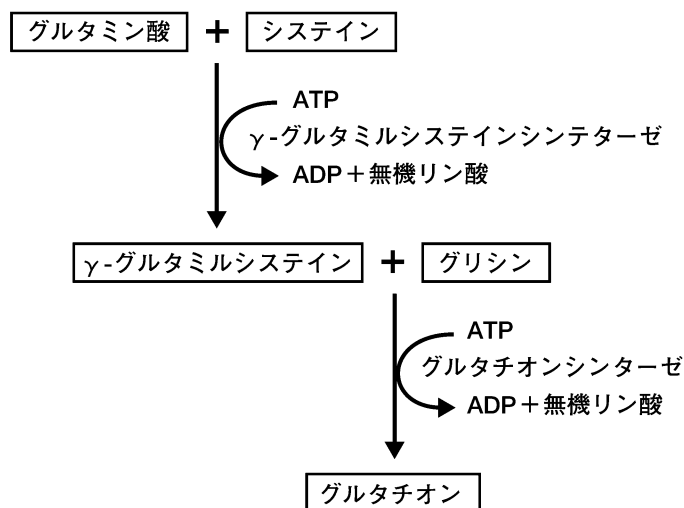 グルタミン酸 + システイン
ATP
γ-グルタミルシステインシンテターゼ
ADP+無機リン酸
γ-グルタミルシステイン + グリシン
ATP
グルタチオンシンターゼ
ADP+無機リン酸
グルタチオン